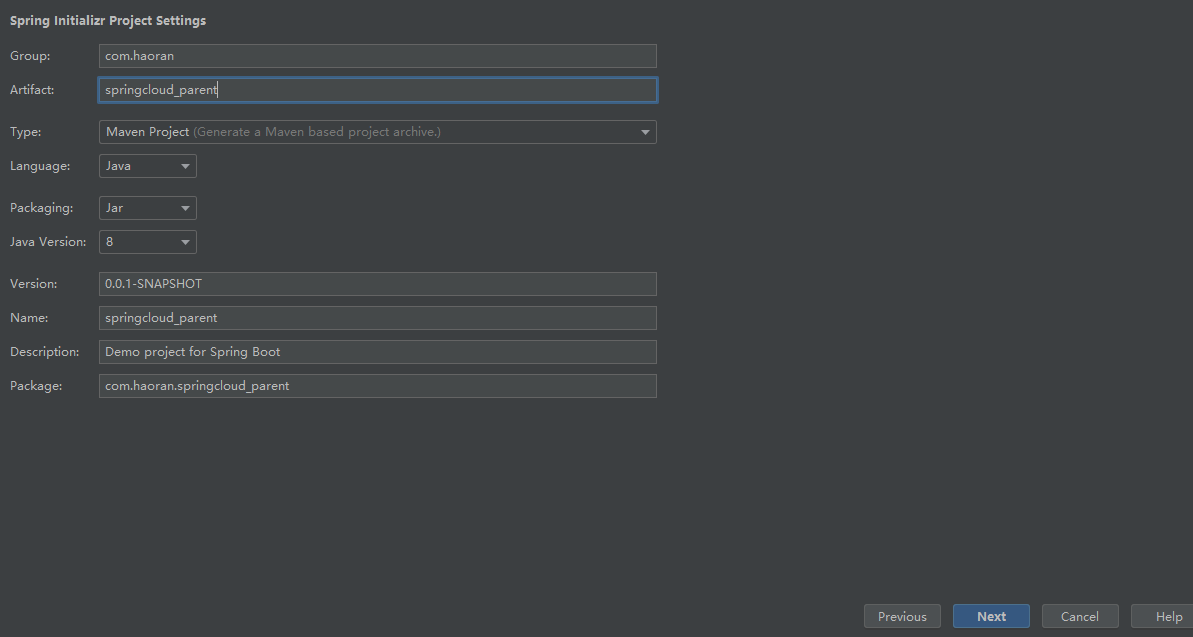 Spring Initializr Project Settings
Group: com.haoran
Artifact: springcloud_parent
Type: Maven Project (Generate a Maven based project archive.)
Language: Java
Packaging: Jar
Java Version: 8
Version: 0.0.1-SNAPSHOT
Name: springcloud_parent
Description: Demo project for Spring Boot
Package: com.haoran.springcloud_parent
Previous Next Cancel Help